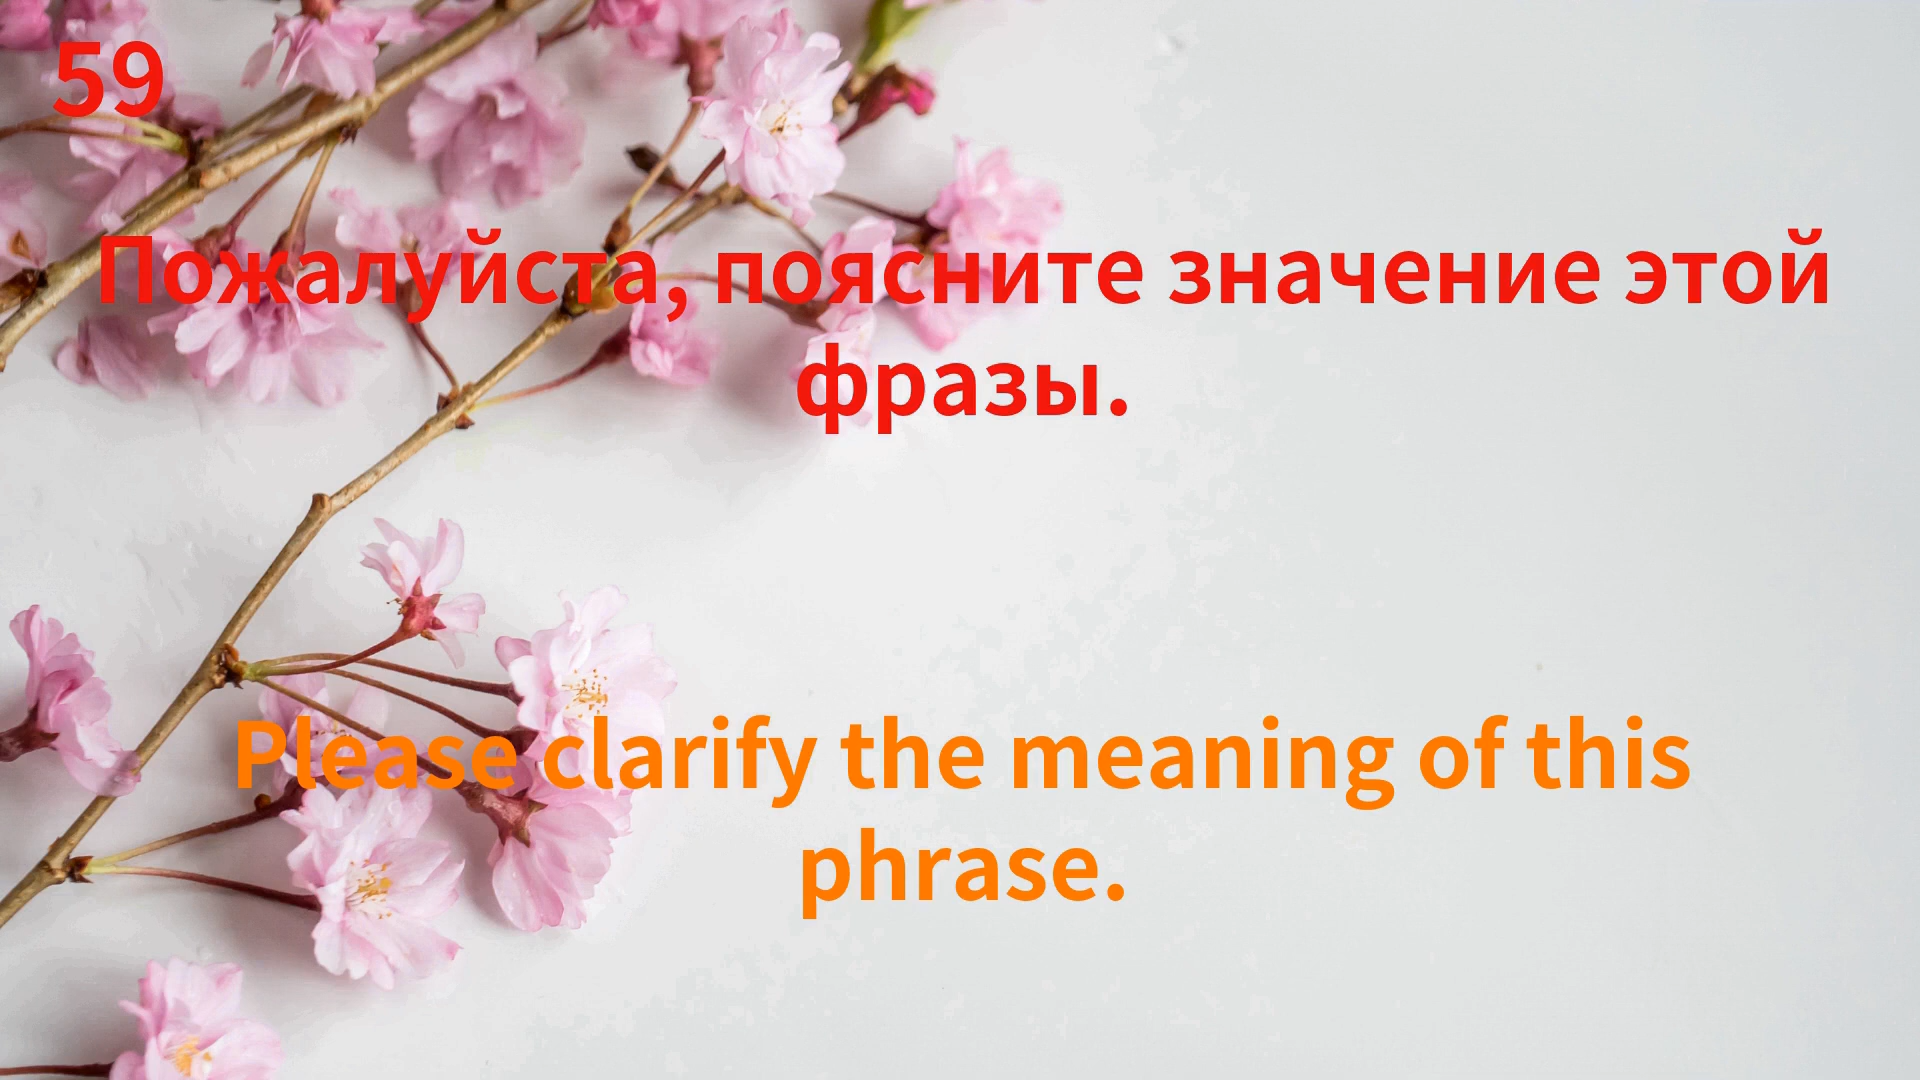 59
Пожалуйста, поясните значение этой
фразы.
Please clarify the meaning of this
phrase.